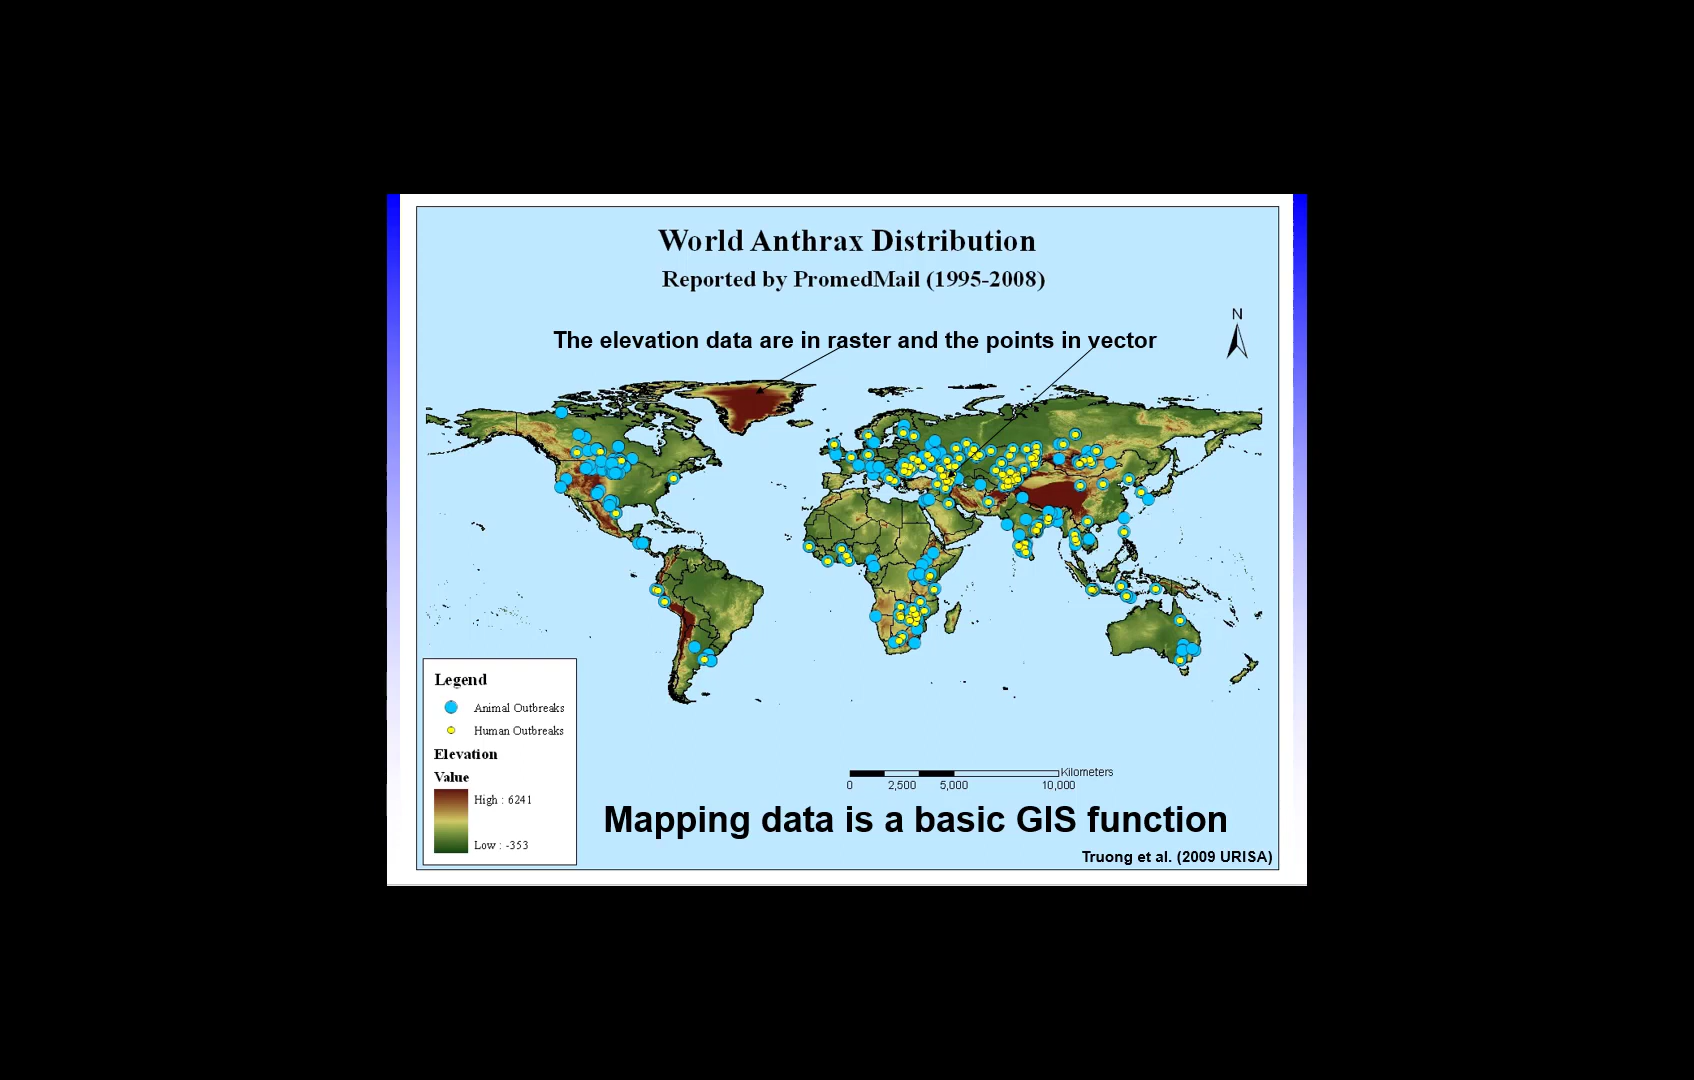 World Anthrax Distribution
Reported by PromedMail (1995-2008)
N
The elevation data are in raster and the points in vector
Legend
Animal Outbreaks
Human Outbreaks
Elevation
Value
High : 6241
Low : -353
Kilometers
0 2,500 5,000 10,000
Mapping data is a basic GIS function
Truong et al. (2009 URISA)